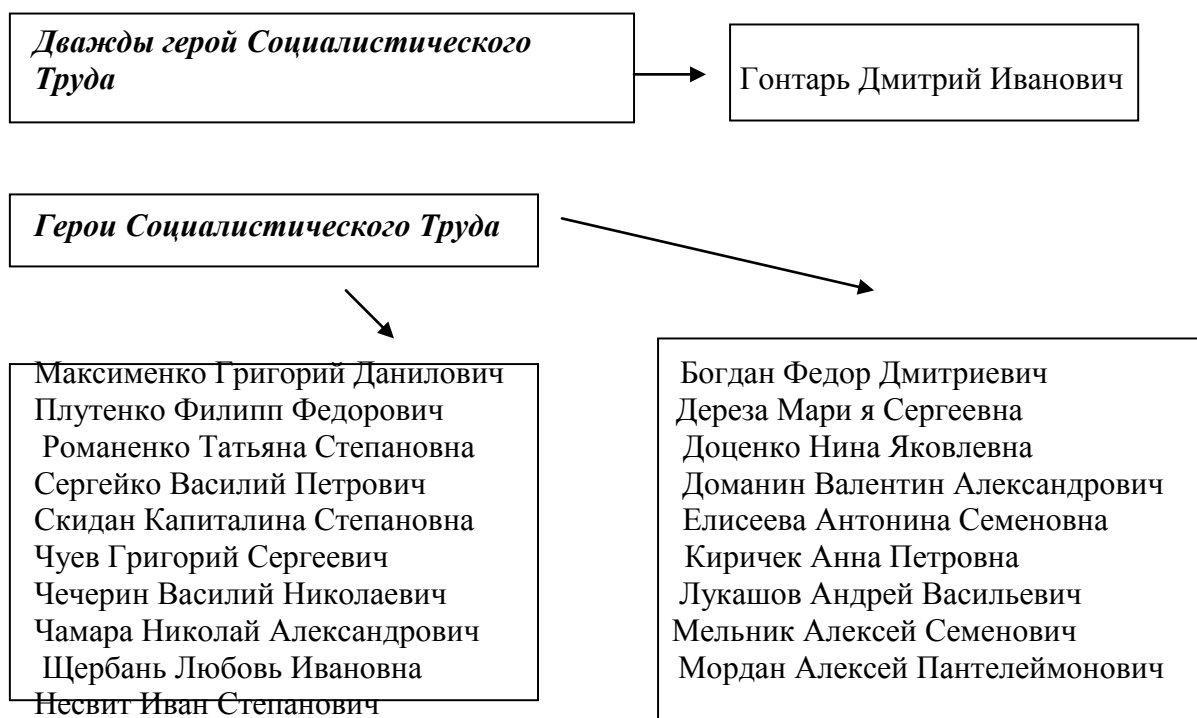 Дважды герой Социалистического
Труда
Гонтарь Дмитрий Иванович
Герои Социалистического Труда
Максименко Григорий Данилович
Плутенко Филипп Федорович
Романенко Татьяна Степановна
Сергейко Василий Петрович
Скидан Капиталина Степановна
Чуев Григорий Сергеевич
Чечерин Василий Николаевич
Чамара Николай Александрович
Щербань Любовь Ивановна
Несвит Иван Степанович
Богдан Федор Дмитриевич
Дереза Мари я Сергеевна
Доценко Нина Яковлевна
Доманин Валентин Александрович
Елисеева Антонина Семеновна
Киричек Анна Петровна
Лукашов Андрей Васильевич
Мельник Алексей Семенович
Мордан Алексей Пантелеймонович